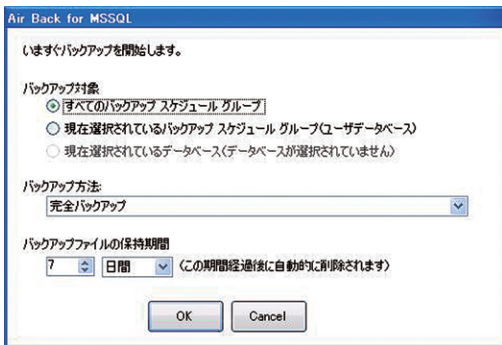 Air Back for MSSQL
いますぐバックアップを開始します。
バックアップ対象
すべてのバックアップ スケジュール グループ
現在選択されているバックアップ スケジュール グループ(ユーザデータベース)
現在選択されているデータベース(データベースが選択されていません)
バックアップ方法:
完全バックアップ
バックアップファイルの保持期間
7 日間 (この期間経過後に自動的に削除されます)
OK Cancel